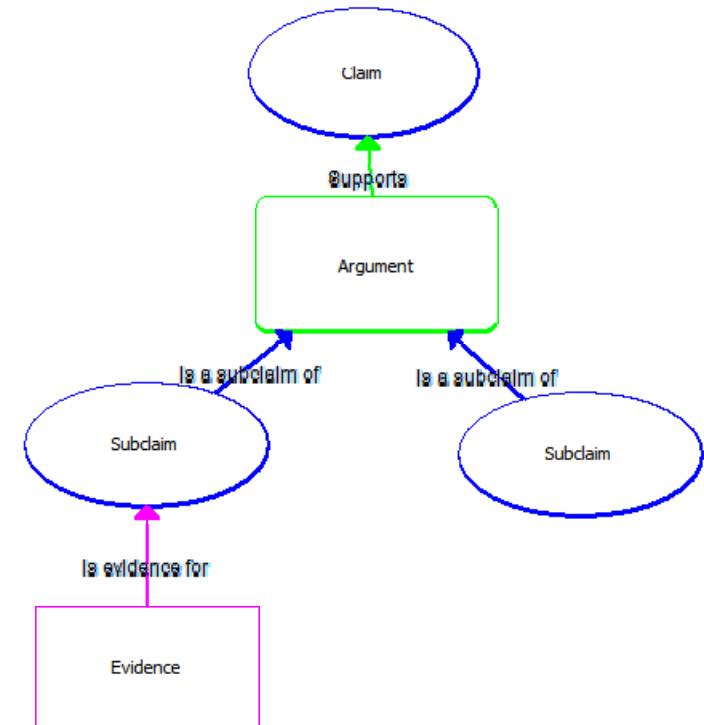 Claim
Supports
Argument
Is a subclaim of
Is a subclaim of
Subclaim
Subclaim
Is evidence for
Evidence